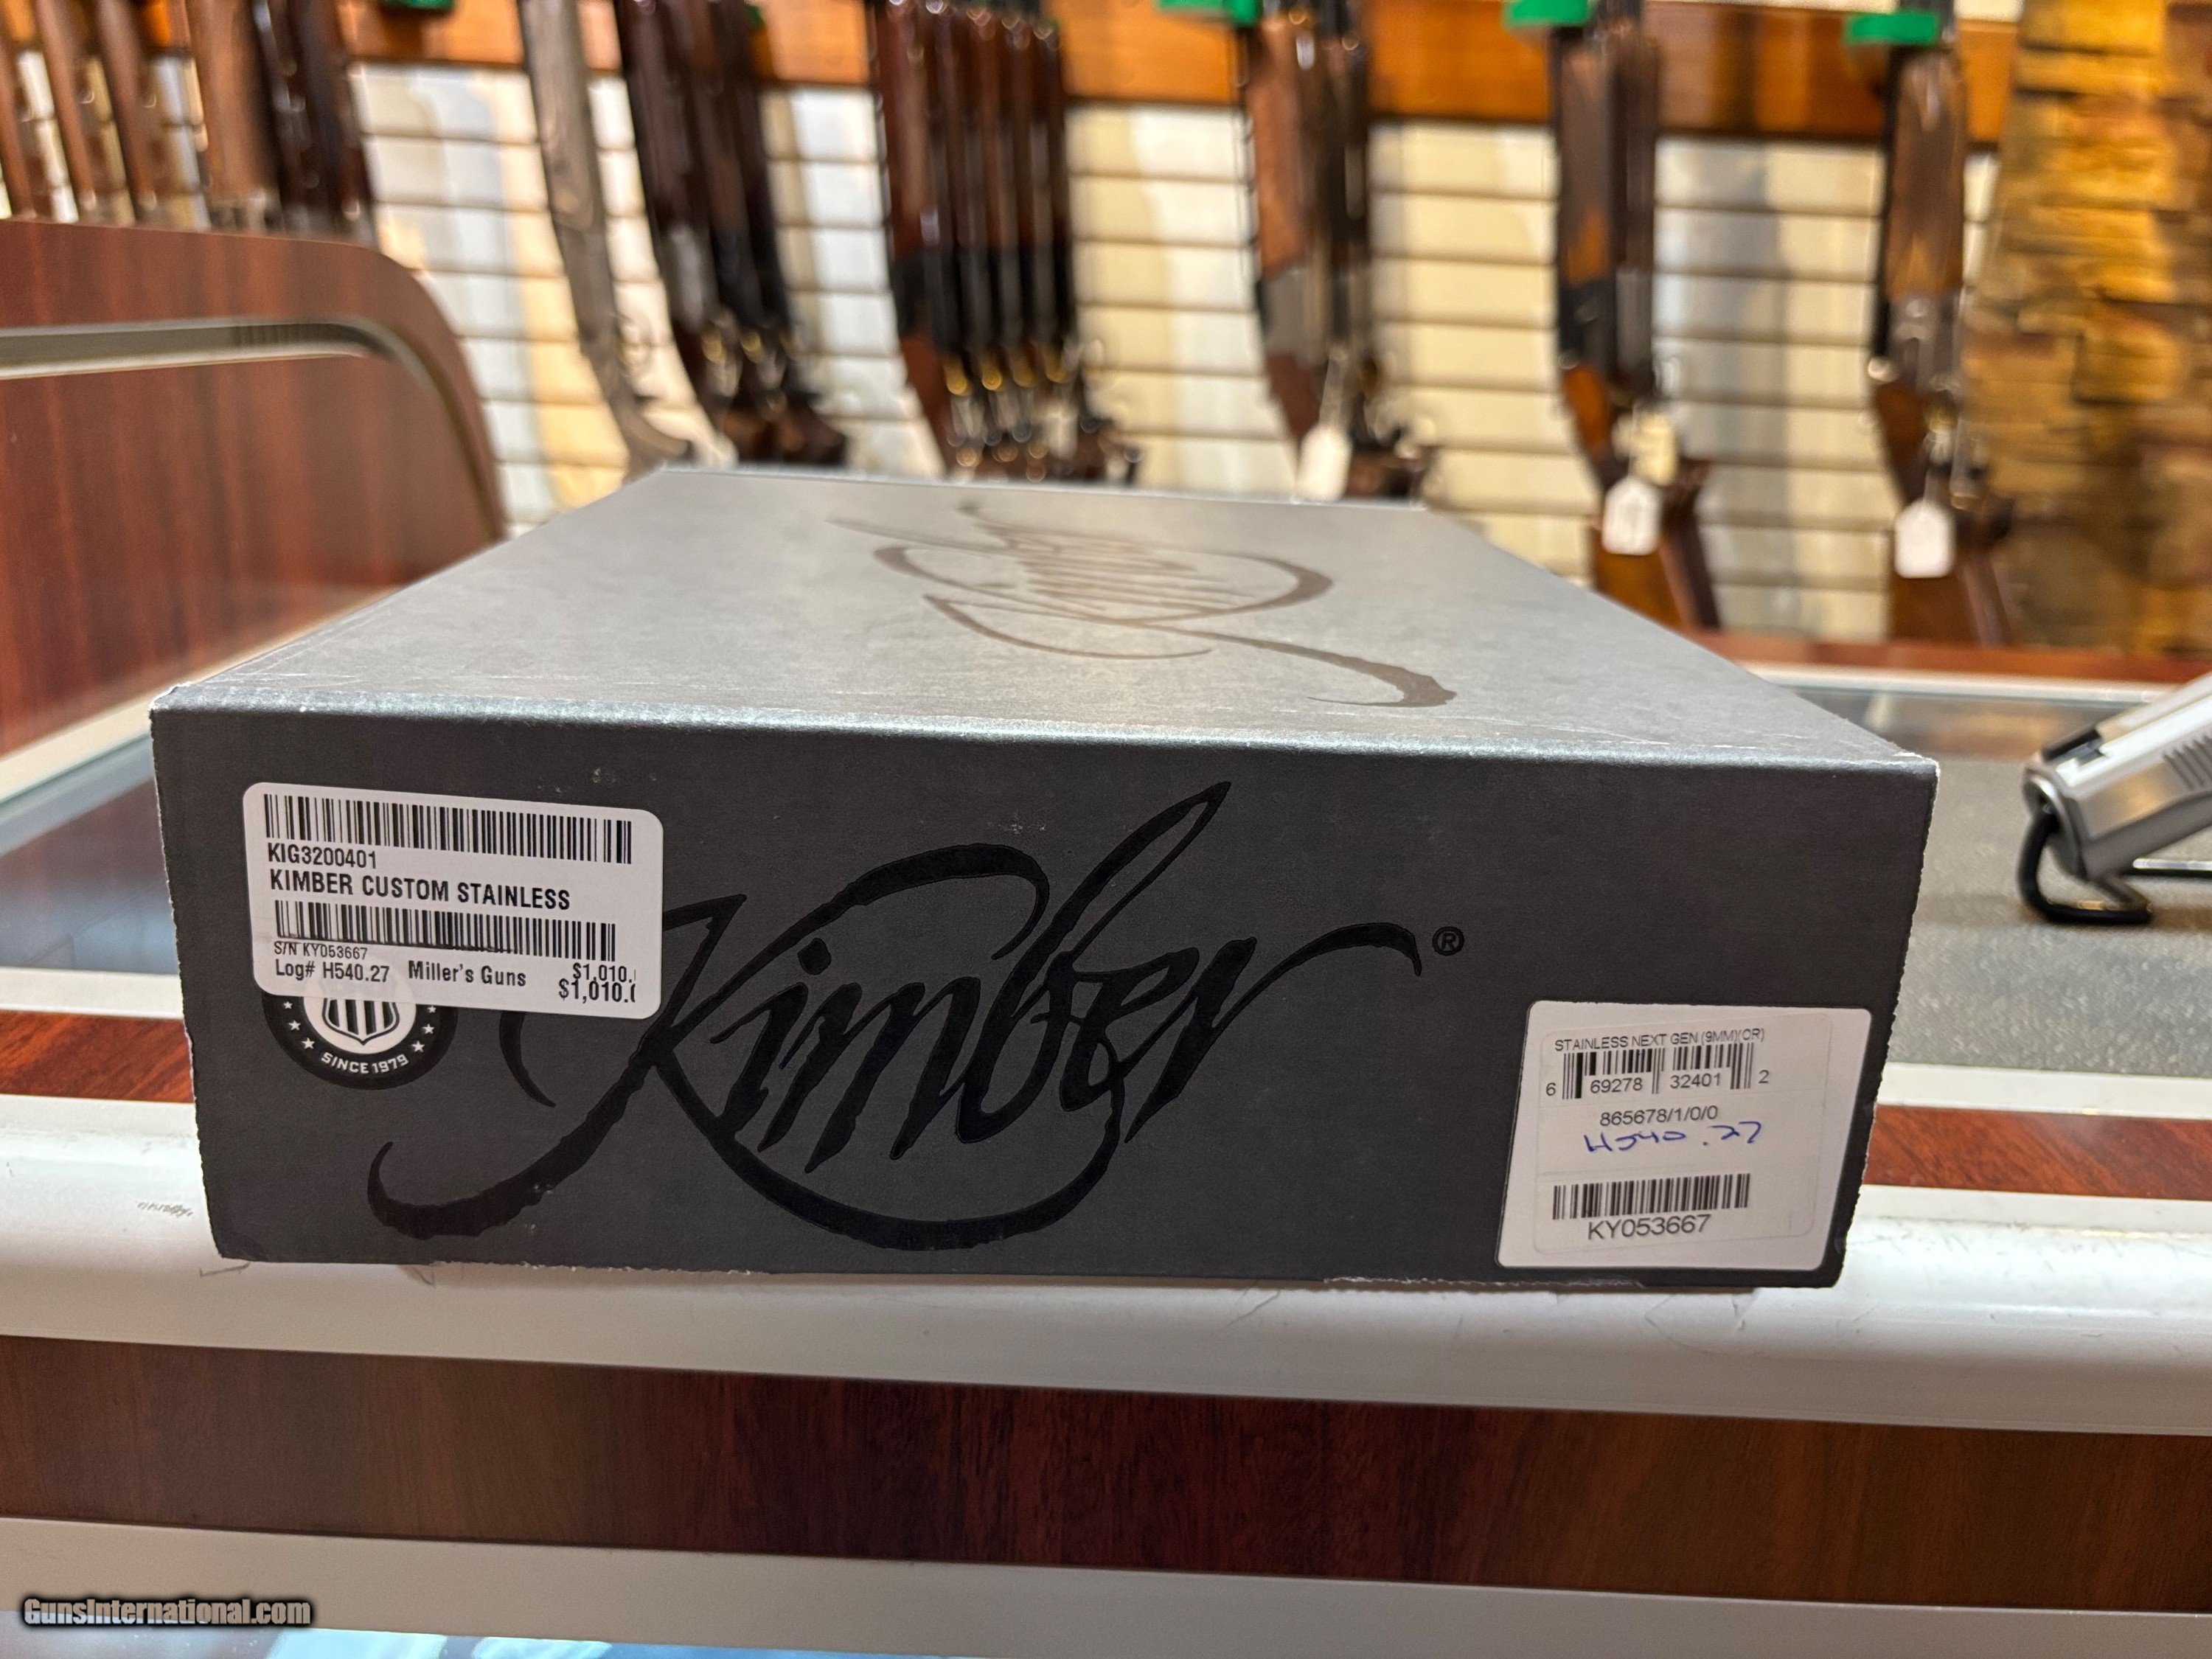 Kimber
KIG3200401
KIMBER CUSTOM STAINLESS
S/N KY053667
Log# H540.27 Miller's Guns $1,010.
$1,010.0
SINCE 1979
Kimber®
STAINLESS NEXT GEN (9MM)(CR)
6 69278 32401 2
865678/1/0/0
H540.27
KY053667
GunsInternational.com